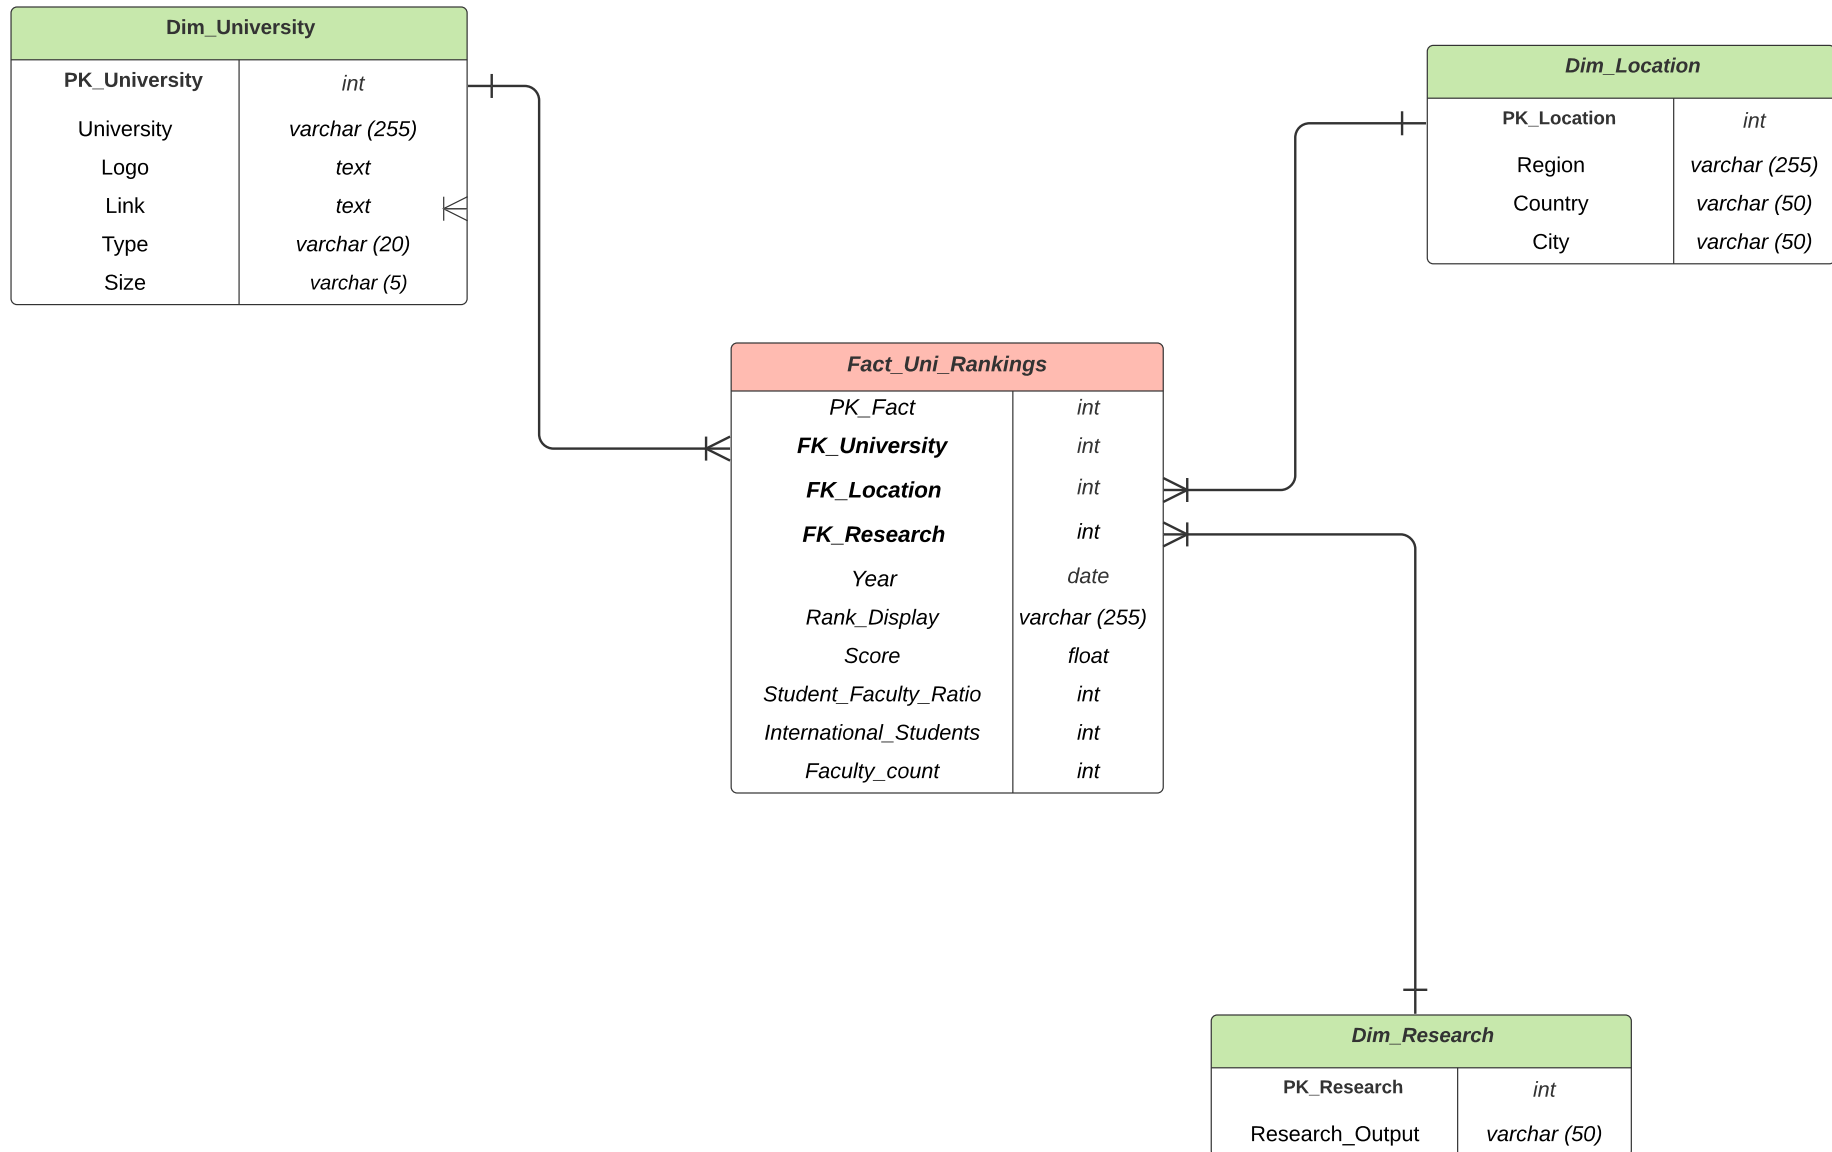 Dim_University
PK_University int
University varchar (255)
Logo text
Link text
Type varchar (20)
Size varchar (5)
Dim_Location
PK_Location int
Region varchar (255)
Country varchar (50)
City varchar (50)
Fact_Uni_Rankings
PK_Fact int
FK_University int
FK_Location int
FK_Research int
Year date
Rank_Display varchar (255)
Score float
Student_Faculty_Ratio int
International_Students int
Faculty_count int
Dim_Research
PK_Research int
Research_Output varchar (50)